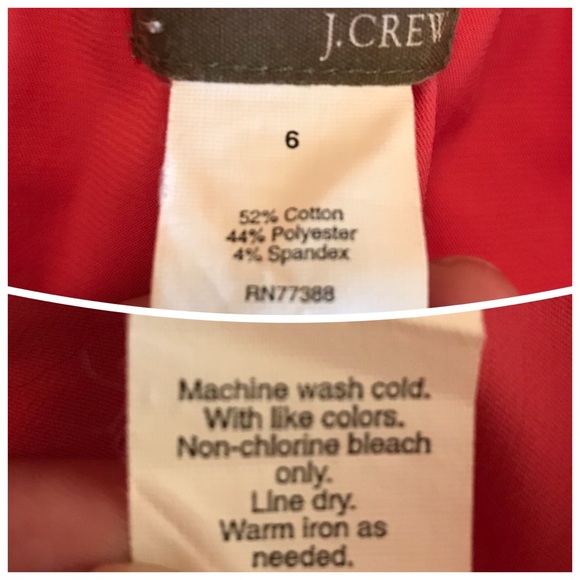 J.CREW
6
52% Cotton
44% Polyester
4% Spandex
RN77388
Machine wash cold.
With like colors.
Non-chlorine bleach
only.
Line dry.
Warm iron as
needed.